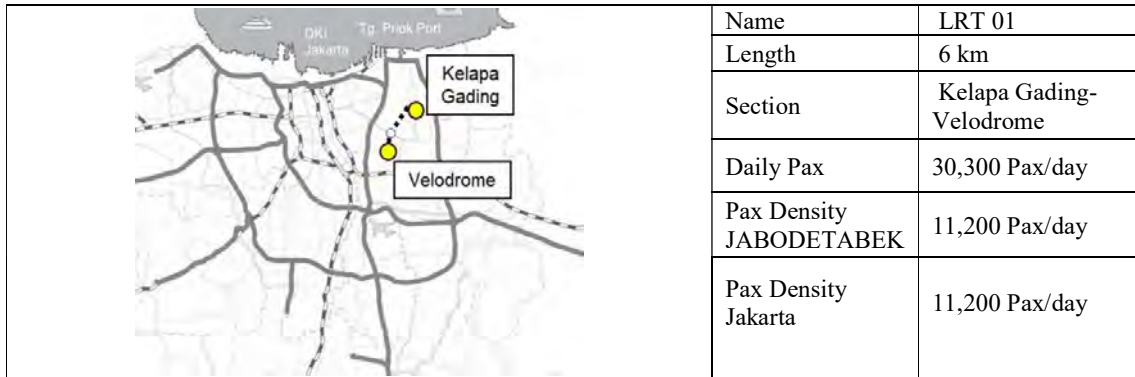 DKI
Jakarta
Tg. Priok Port
Kelapa
Gading
Velodrome
Name
LRT 01
Length
6 km
Section
Kelapa Gading-
Velodrome
Daily Pax
30,300 Pax/day
Pax Density
JABODETABEK
11,200 Pax/day
Pax Density
Jakarta
11,200 Pax/day